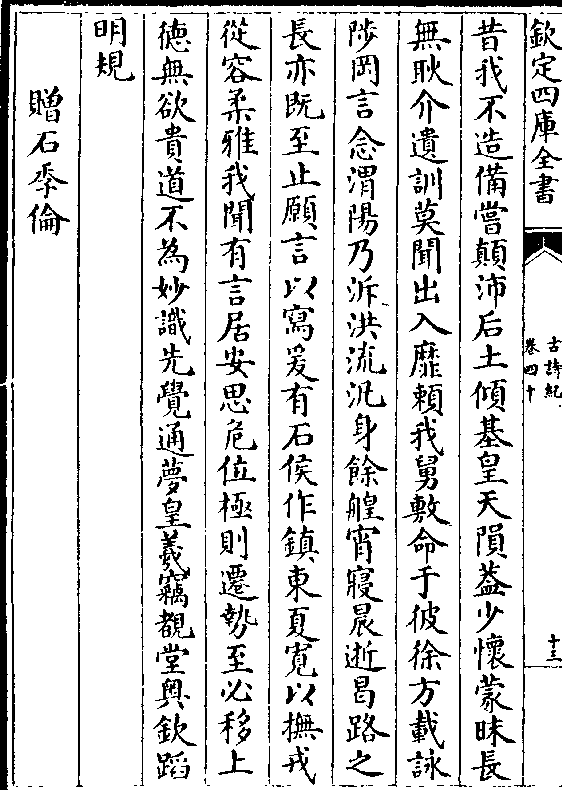 欽定四庫全書
古詩紀
卷四十
十三
昔我不造備嘗顛沛后土傾基皇天隕葢少懷蒙昧長
無耿介遺訓莫聞出入靡賴我舅敷命于彼徐方載詠
陟岡言念渭陽乃泝洪流汎身餘艎宵寢晨逝曷路之
長亦既至止願言以寫爰有石侯作鎮東夏寛以撫戎
從容柔雅我聞有言居安思危位極則遷勢至必移上
徳無欲貴道不為妙識先覺通夢皇羲竊覩堂奥欽蹈
明規
贈石季倫